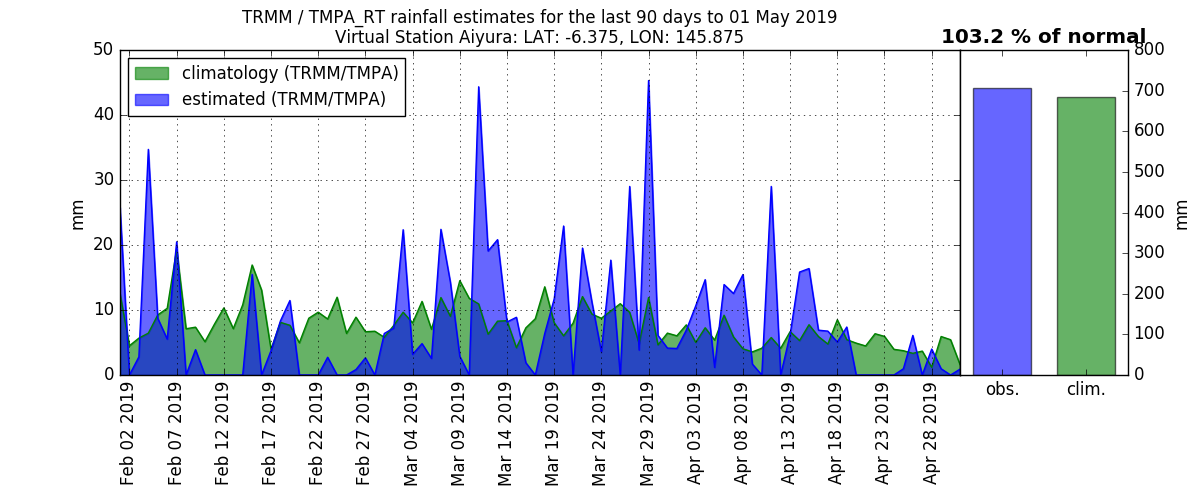 TRMM / TMPA_RT rainfall estimates for the last 90 days to 01 May 2019
Virtual Station Aiyura: LAT: -6.375, LON: 145.875
103.2 % of normal
climatology (TRMM/TMPA)
estimated (TRMM/TMPA)
50
40
30
20
10
0
mm
800
700
600
500
400
300
200
100
0
mm
Feb 02 2019
Feb 07 2019
Feb 12 2019
Feb 17 2019
Feb 22 2019
Feb 27 2019
Mar 04 2019
Mar 09 2019
Mar 14 2019
Mar 19 2019
Mar 24 2019
Mar 29 2019
Apr 03 2019
Apr 08 2019
Apr 13 2019
Apr 18 2019
Apr 23 2019
Apr 28 2019
obs.
clim.